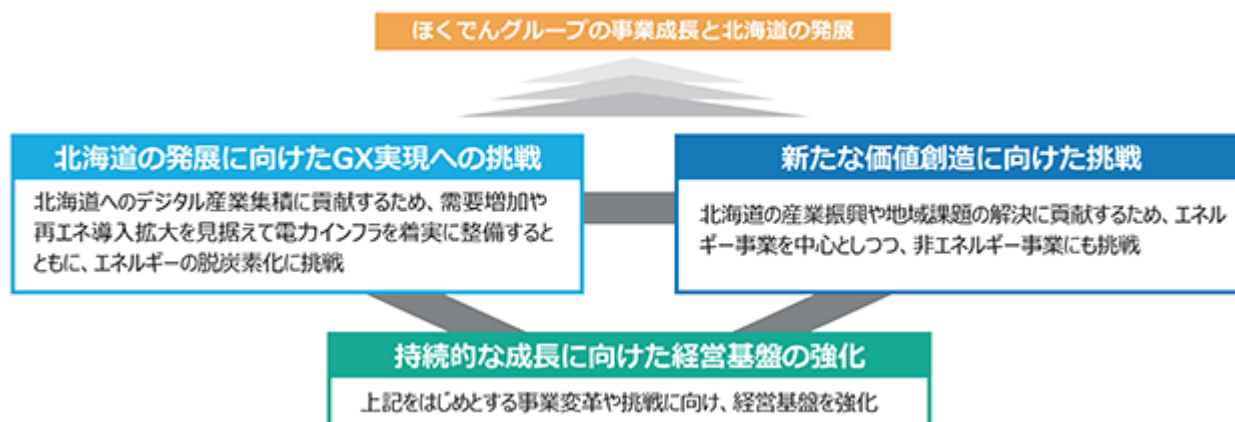 ほくでんグループの事業成長と北海道の発展
北海道の発展に向けたGX実現への挑戦
北海道へのデジタル産業集積に貢献するため、需要増加や
再エネ導入拡大を見据えて電力インフラを着実に整備すると
ともに、エネルギーの脱炭素化に挑戦
新たな価値創造に向けた挑戦
北海道の産業振興や地域課題の解決に貢献するため、エネル
ギー事業を中心としつつ、非エネルギー事業にも挑戦
持続的な成長に向けた経営基盤の強化
上記をはじめとする事業変革や挑戦に向け、経営基盤を強化